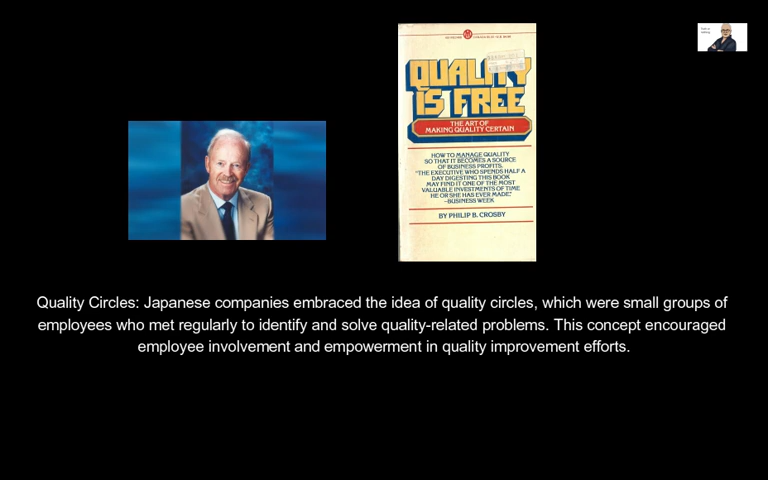 QUALITY
IS FREE
THE ART OF
MAKING QUALITY CERTAIN
HOW TO MANAGE QUALITY
SO THAT IT BECOMES A SOURCE
OF BUSINESS PROFITS.
"THE EXECUTIVE WHO SPENDS HALF A
DAY DIGESTING THIS BOOK
MAY FIND IT ONE OF THE MOST
VALUABLE INVESTMENTS OF TIME
HE OR SHE HAS EVER MADE."
—BUSINESS WEEK
BY PHILIP B. CROSBY
Quality Circles: Japanese companies embraced the idea of quality circles, which were small groups of
employees who met regularly to identify and solve quality-related problems. This concept encouraged
employee involvement and empowerment in quality improvement efforts.